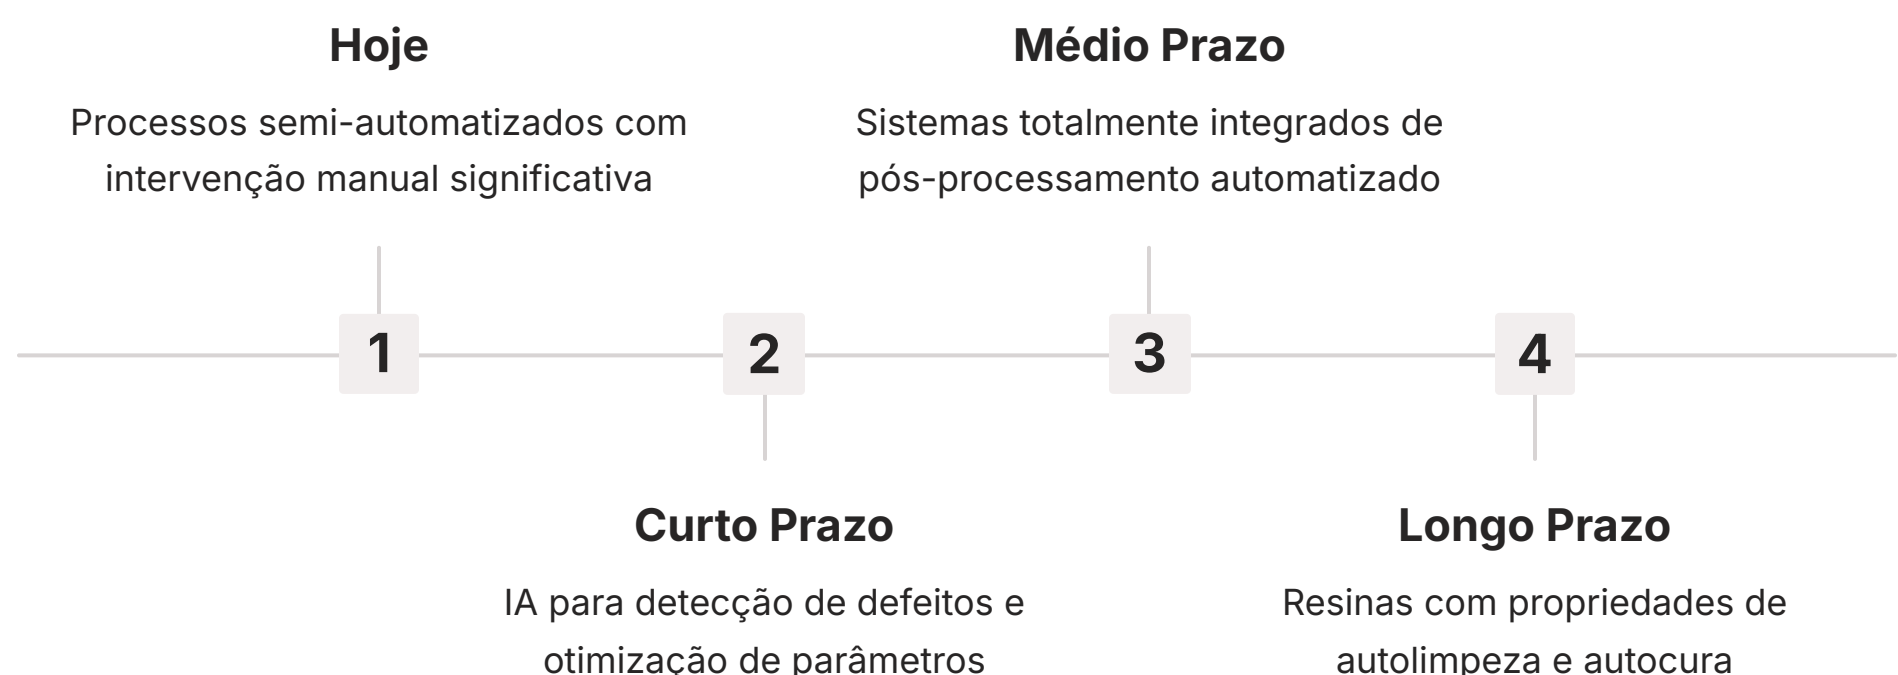 Hoje
Processos semi-automatizados com
intervenção manual significativa
Médio Prazo
Sistemas totalmente integrados de
pós-processamento automatizado
1
2
3
4
Curto Prazo
IA para detecção de defeitos e
otimização de parâmetros
Longo Prazo
Resinas com propriedades de
autolimpeza e autocura